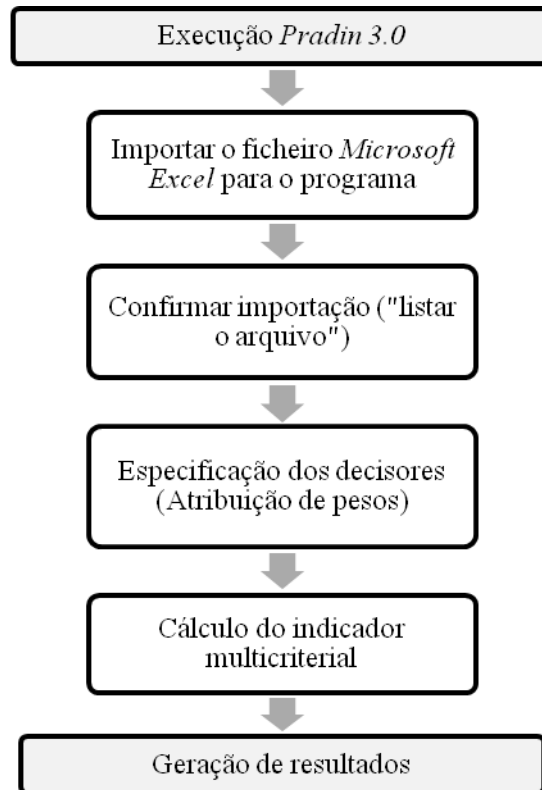 Execução Pradin 3.0
Importar o ficheiro Microsoft
Excel para o programa
Confirmar importação ("listar
o arquivo")
Especificação dos decisores
(Atribuição de pesos)
Cálculo do indicador
multicriterial
Geração de resultados